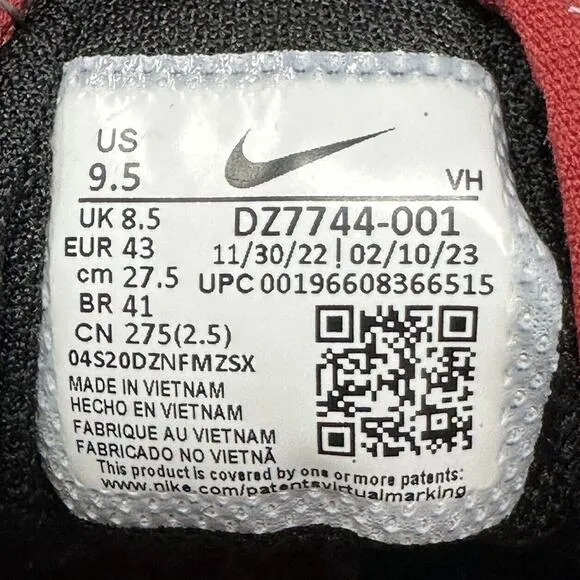 US
9.5
VH
UK 8.5
DZ7744-001
EUR 43
11/30/22 | 02/10/23
cm 27.5
UPC 00196608366515
BR 41
CN 275(2.5)
04S20DZNFMZSX
MADE IN VIETNAM
HECHO EN VIETNAM
FABRIQUE AU VIETNAM
FABRICADO NO VIETNÃ
This product is covered by one or more patents:
www.nike.com/patentsvirtualmarking